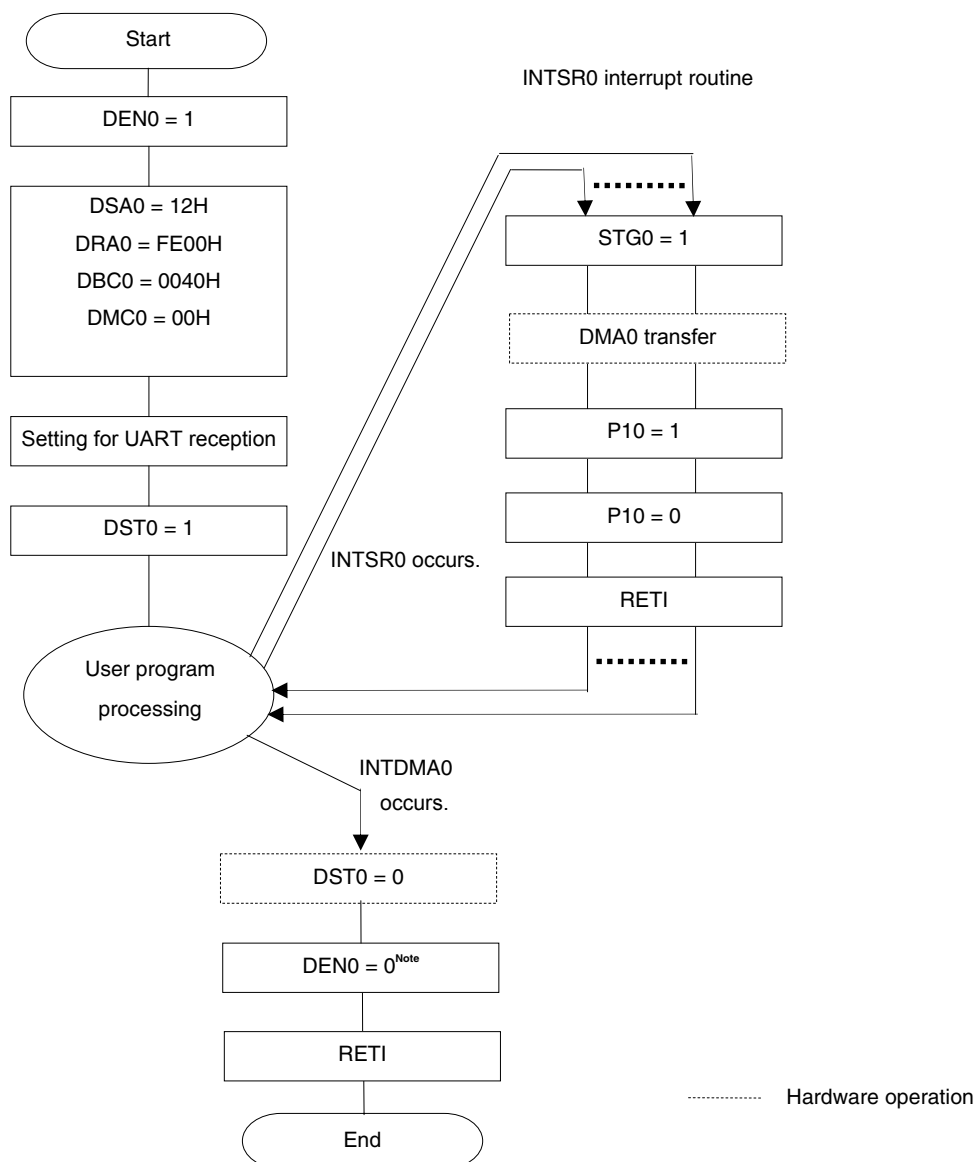 Start
DEN0 = 1
DSA0 = 12H
DRA0 = FE00H
DBC0 = 0040H
DMC0 = 00H
Setting for UART reception
DST0 = 1
User program
processing
INTSR0 occurs.
INTSR0 interrupt routine
STG0 = 1
DMA0 transfer
P10 = 1
P10 = 0
RETI
INTDMA0
occurs.
DST0 = 0
DEN0 = 0Note
RETI
End
Hardware operation